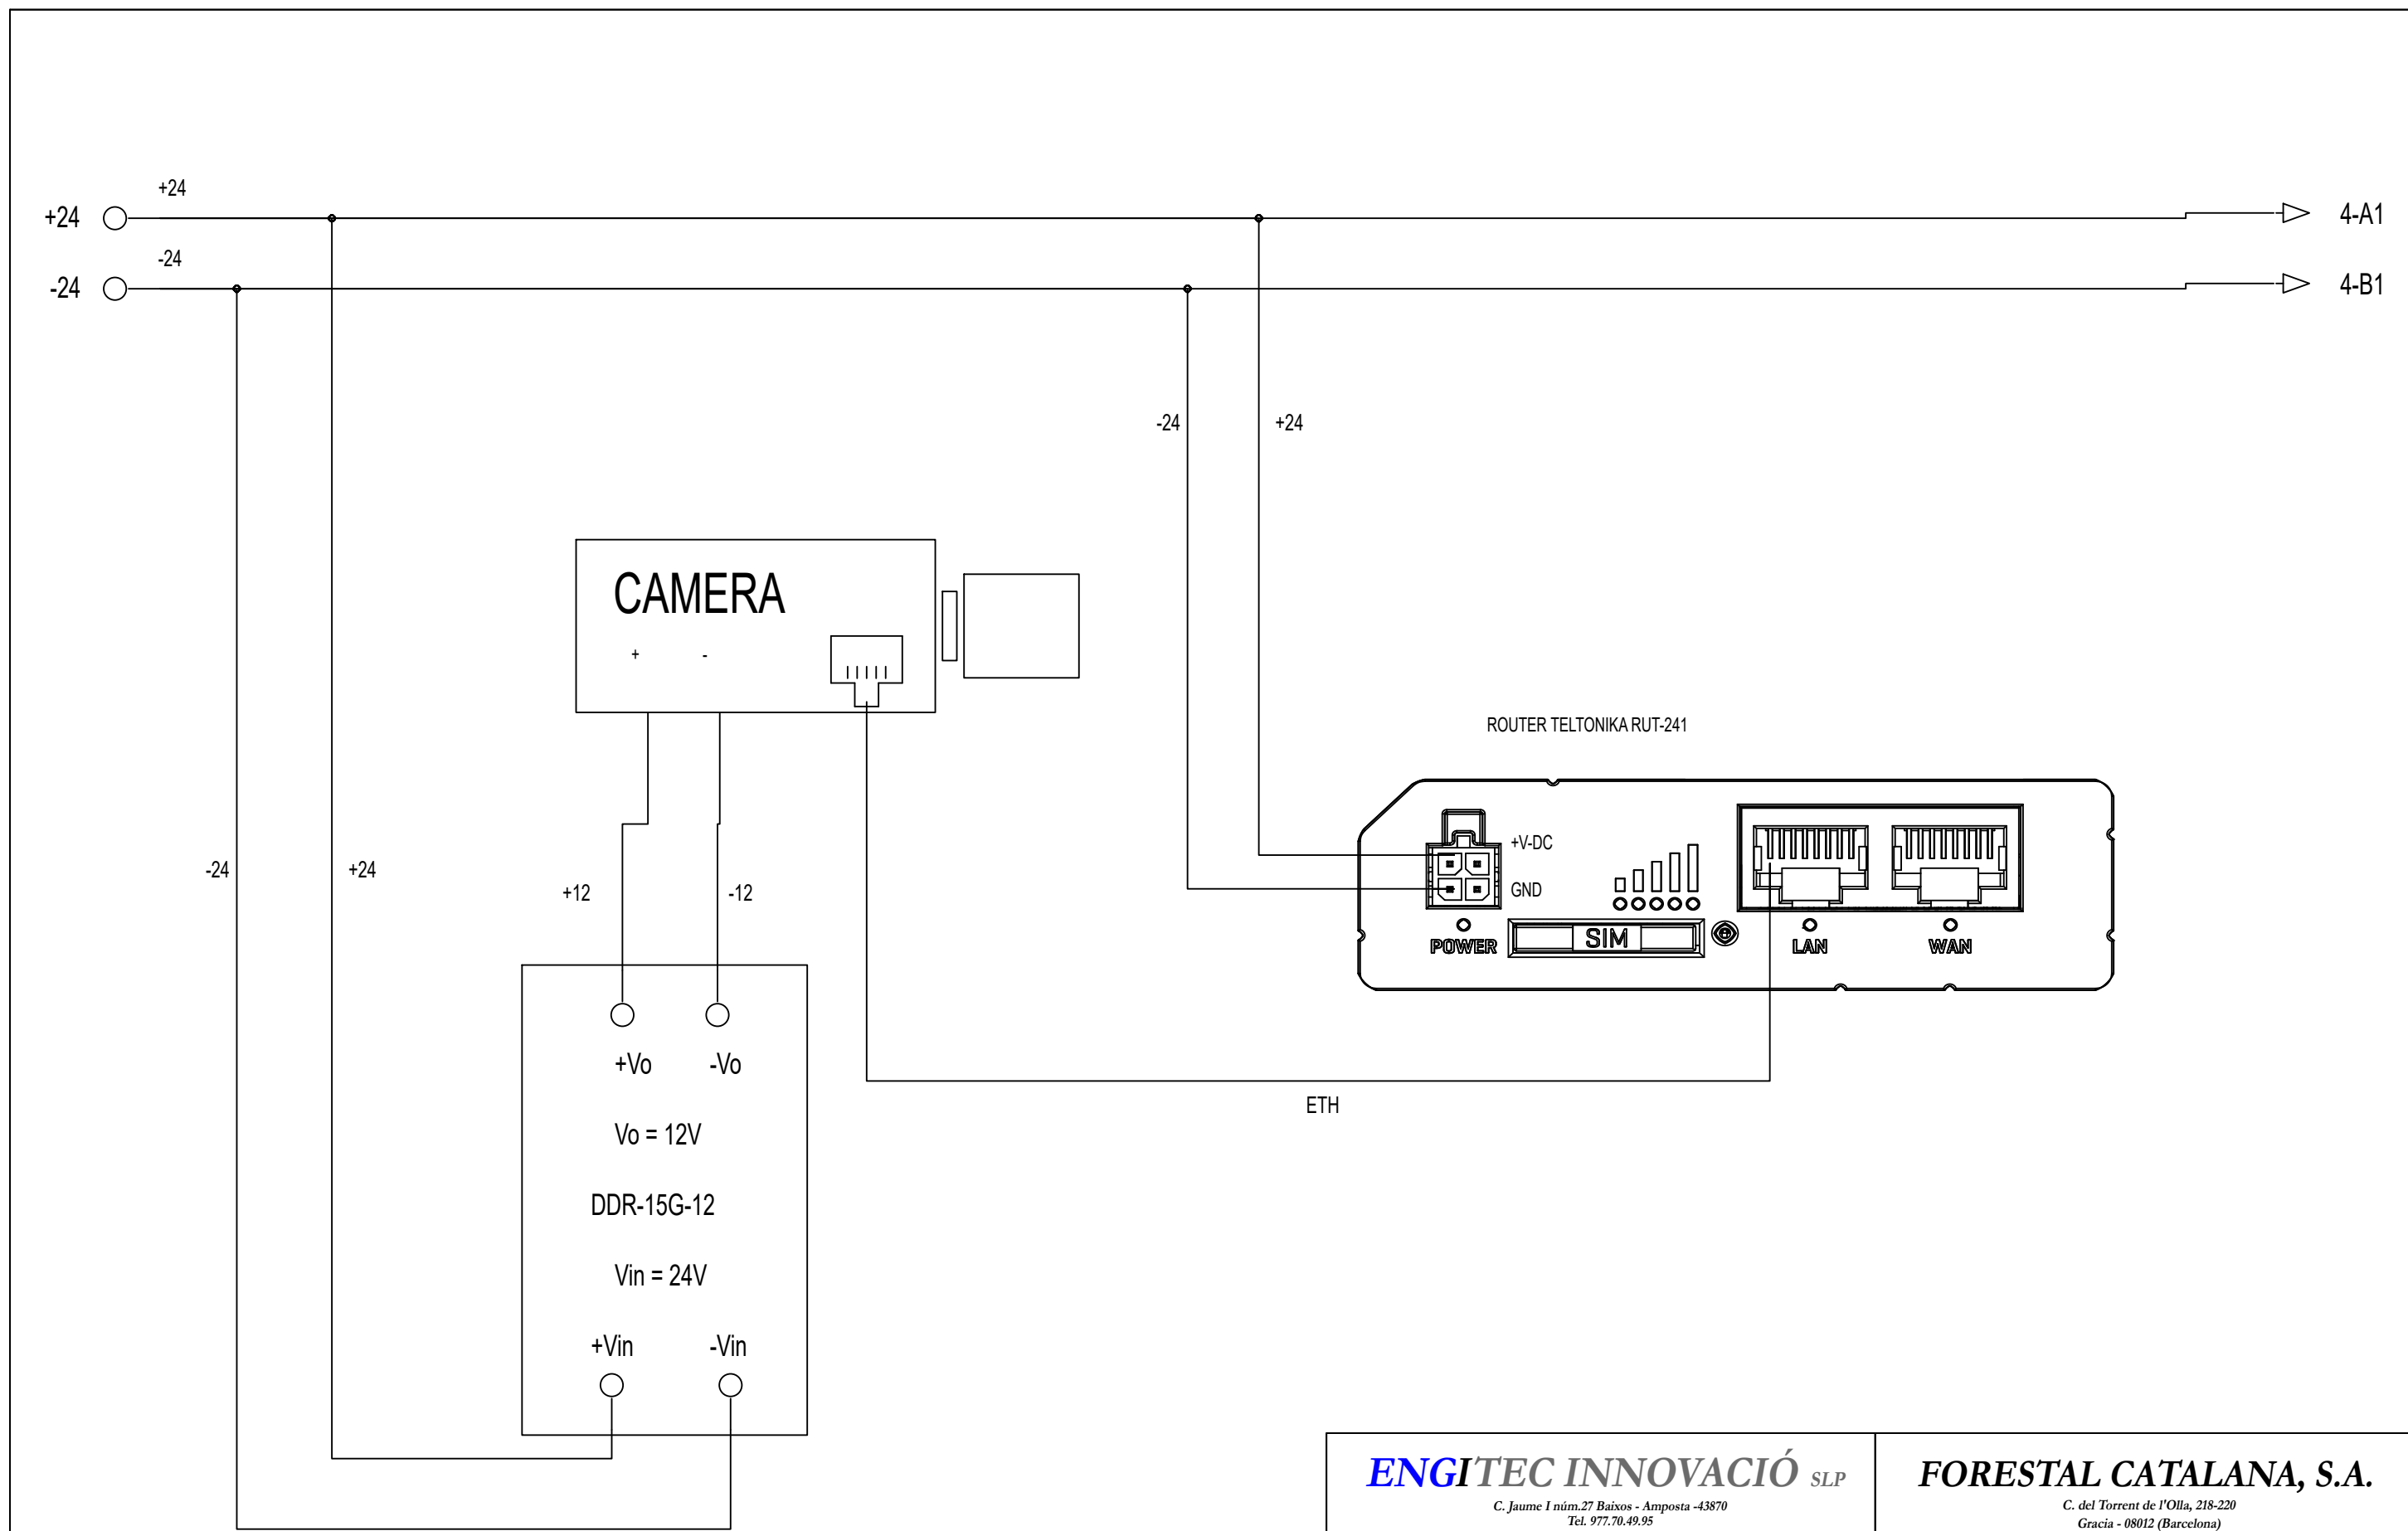 +24
+24
4-A1
-24
-24
4-B1
-24
+24
CAMERA
+ -
ROUTER TELTONIKA RUT-241
+V-DC
GND
POWER
SIM
LAN
WAN
-24
+24
+12
-12
+Vo -Vo
ETH
Vo = 12V
DDR-15G-12
Vin = 24V
+Vin -Vin
ENGITEC INNOVACIÓ SLP
C. Jaume I núm.27 Baixos - Amposta -43870
Tel. 977.70.49.95
FORESTAL CATALANA, S.A.
C. del Torrent de l'Olla, 218-220
Gracia - 08012 (Barcelona)